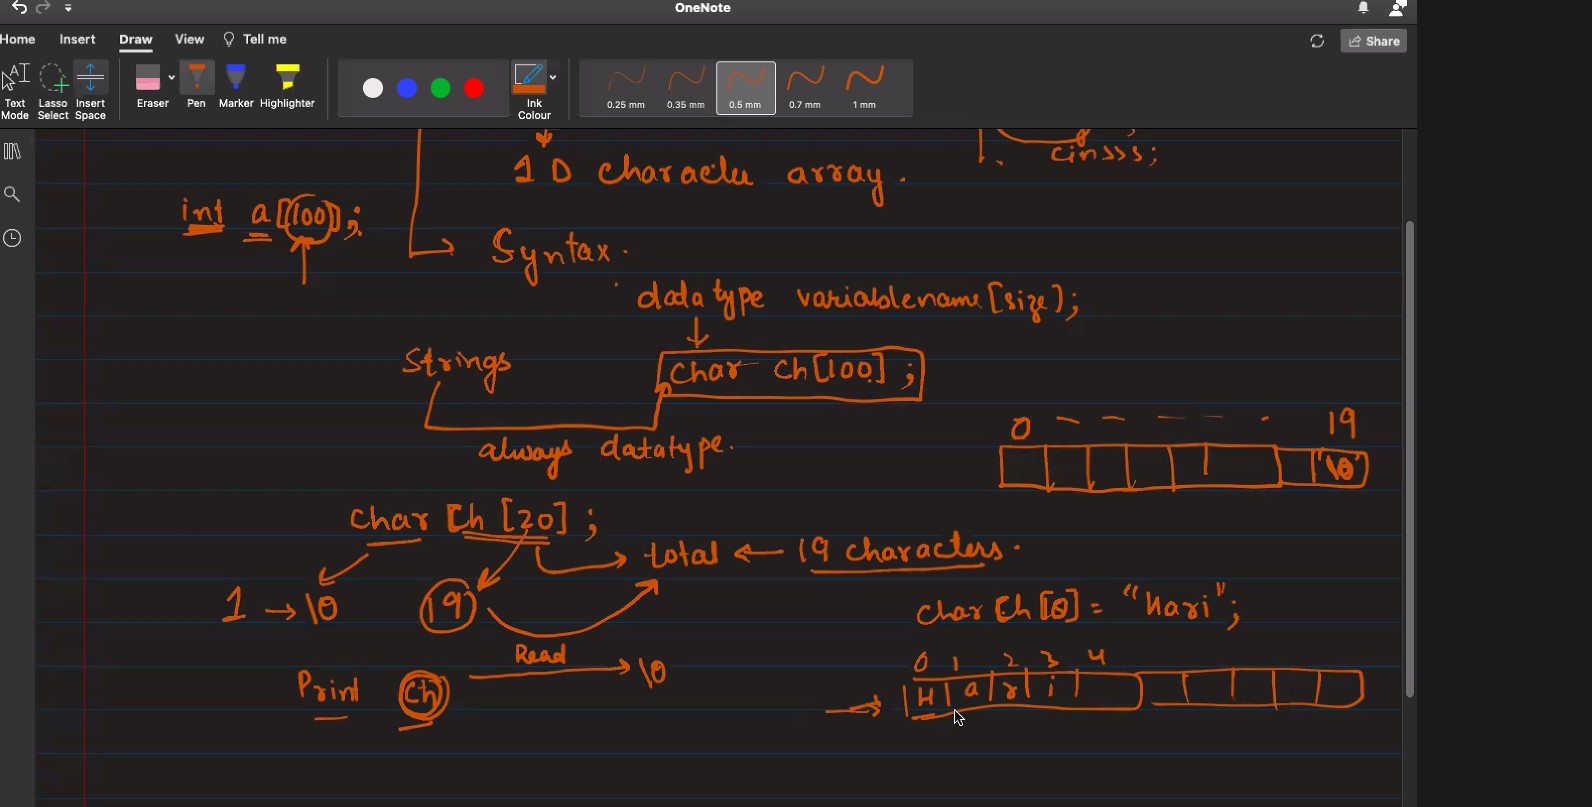 OneNote
Home Insert Draw View Tell me
Share
Text Mode
Lasso Select
Insert Space
Eraser
Pen
Marker
Highlighter
Ink Colour
0.25 mm
0.35 mm
0.5 mm
0.7 mm
1 mm
cin>>s;
1 D character array.
int a[100];
Syntax.
datatype variablename[size];
Strings
char ch[100];
always datatype.
0 - - - - . 19
'\0'
char ch[20];
total ← 19 characters.
1 → \0
19
char ch[10] = "Hari";
Read
Print ch
\0
0 1 2 3 4
H a r i